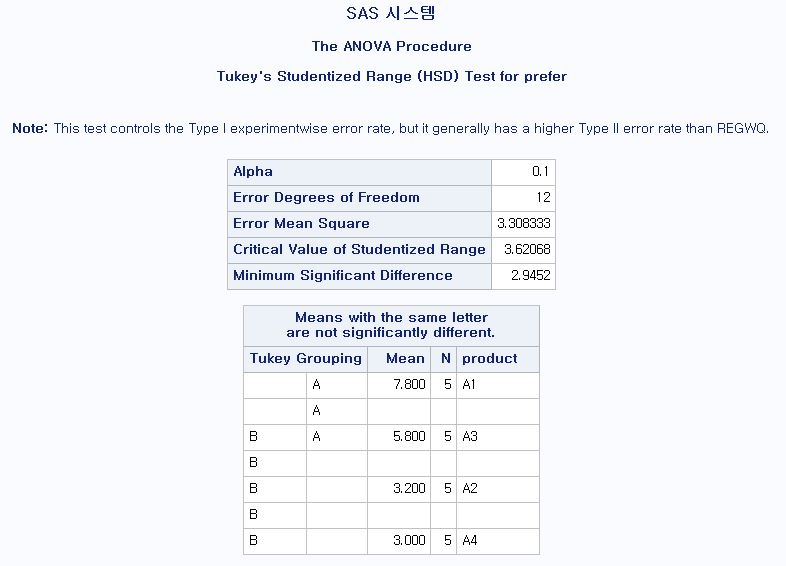 SAS 시스템
The ANOVA Procedure
Tukey's Studentized Range (HSD) Test for prefer
Note: This test controls the Type I experimentwise error rate, but it generally has a higher Type II error rate than REGWQ.
Alpha 0.1
Error Degrees of Freedom 12
Error Mean Square 3.308333
Critical Value of Studentized Range 3.62068
Minimum Significant Difference 2.9452
Means with the same letter
are not significantly different.
Tukey Grouping Mean N product
A 7.800 5 A1
A
B A 5.800 5 A3
B
B 3.200 5 A2
B
B 3.000 5 A4